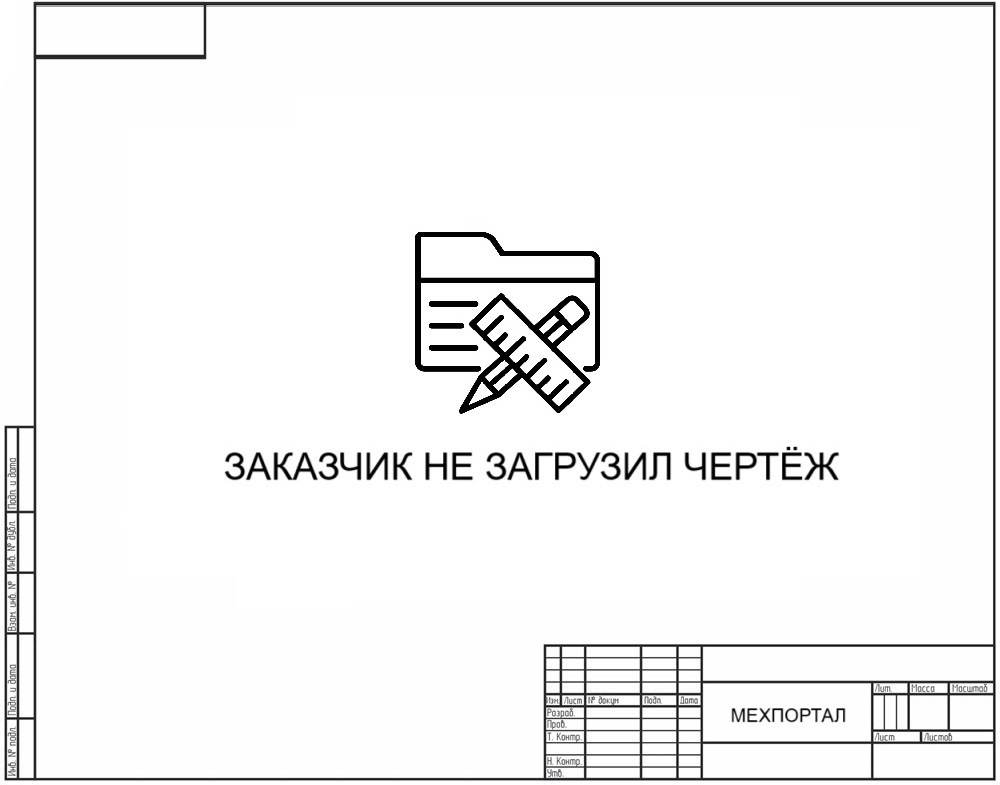 ЗАКАЗЧИК НЕ ЗАГРУЗИЛ ЧЕРТЁЖ
Подп. и дата
Инв. № дубл.
Взам. инв. №
Подп. и дата
Инв. № подл.
Изм. Лист № докум Подп. Дата
Разраб.
Пров.
Т. Контр.
Н. Контр.
Утв.
МЕХПОРТАЛ
Лит. Масса Масштаб
Лист Листов